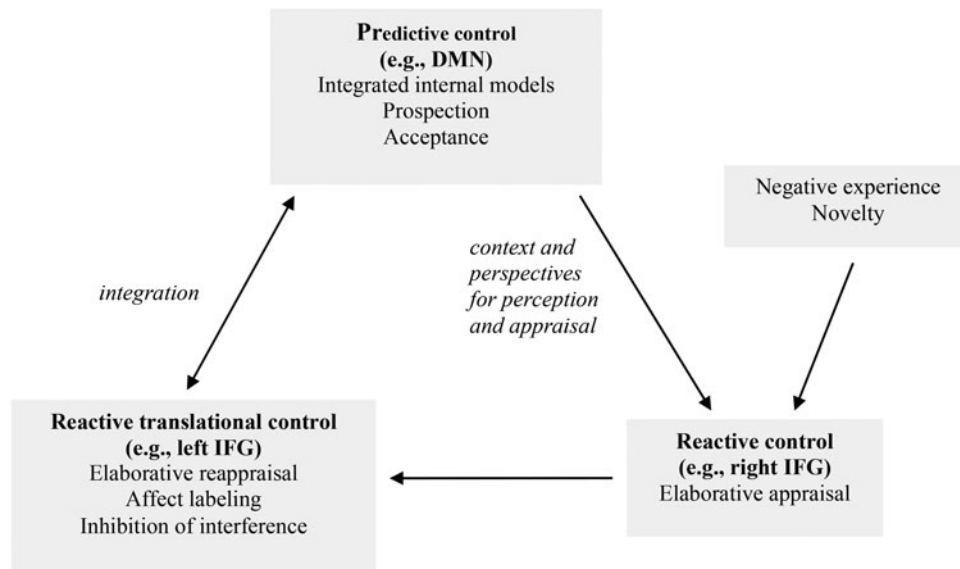 Predictive control
(e.g., DMN)
Integrated internal models
Prospection
Acceptance
Negative experience
Novelty
context and
perspectives
for perception
and appraisal
integration
Reactive translational control
(e.g., left IFG)
Elaborative reappraisal
Affect labeling
Inhibition of interference
Reactive control
(e.g., right IFG)
Elaborative appraisal